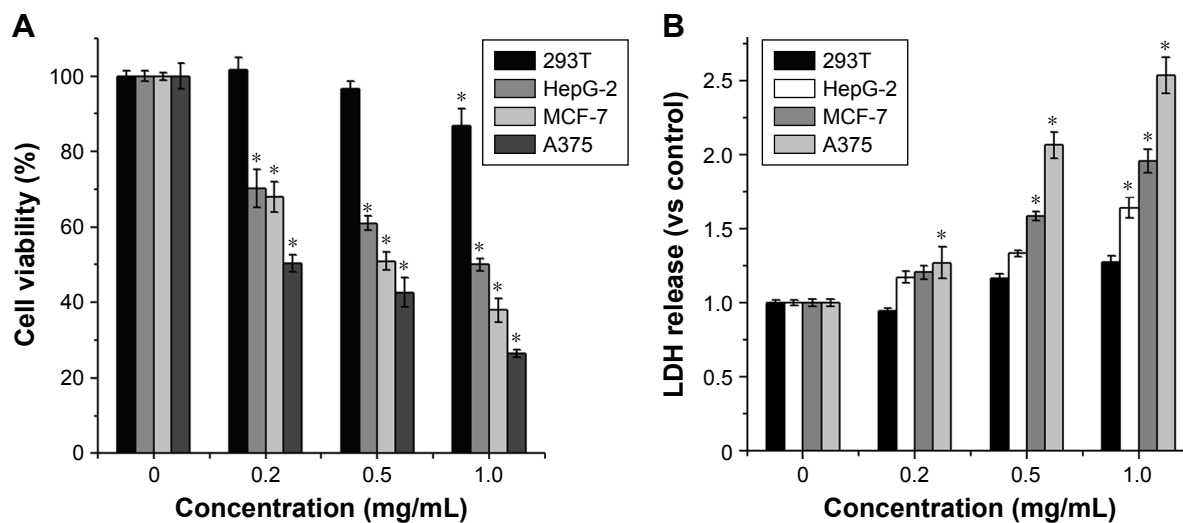 A
Cell viability (%)
100
80
60
40
20
0
293T
HepG-2
MCF-7
A375
*
* *
*
*
*
*
*
*
*
0 0.2 0.5 1.0
Concentration (mg/mL)
B
LDH release (vs control)
2.5
2.0
1.5
1.0
0.5
0
293T
HepG-2
MCF-7
A375
*
*
*
*
*
*
0 0.2 0.5 1.0
Concentration (mg/mL)